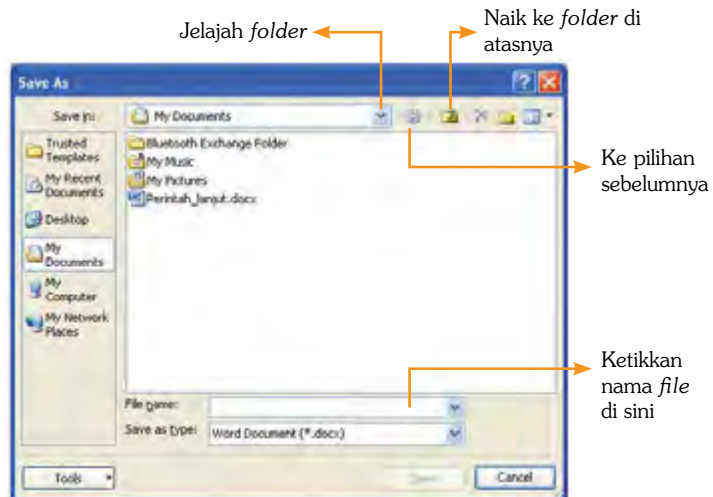 Jelajah folder
Naik ke folder di
atasnya
Save As
Save in:
My Documents
Trusted
Templates
My Recent
Documents
Desktop
My
Documents
My
Computer
My Network
Places
Bluetooth Exchange Folder
My Music
My Pictures
Perintah_lanjut.docx
Ke pilihan
sebelumnya
Ketikkan
nama file
di sini
File name:
Save as type:
Word Document (*.docx)
Tools
Cancel